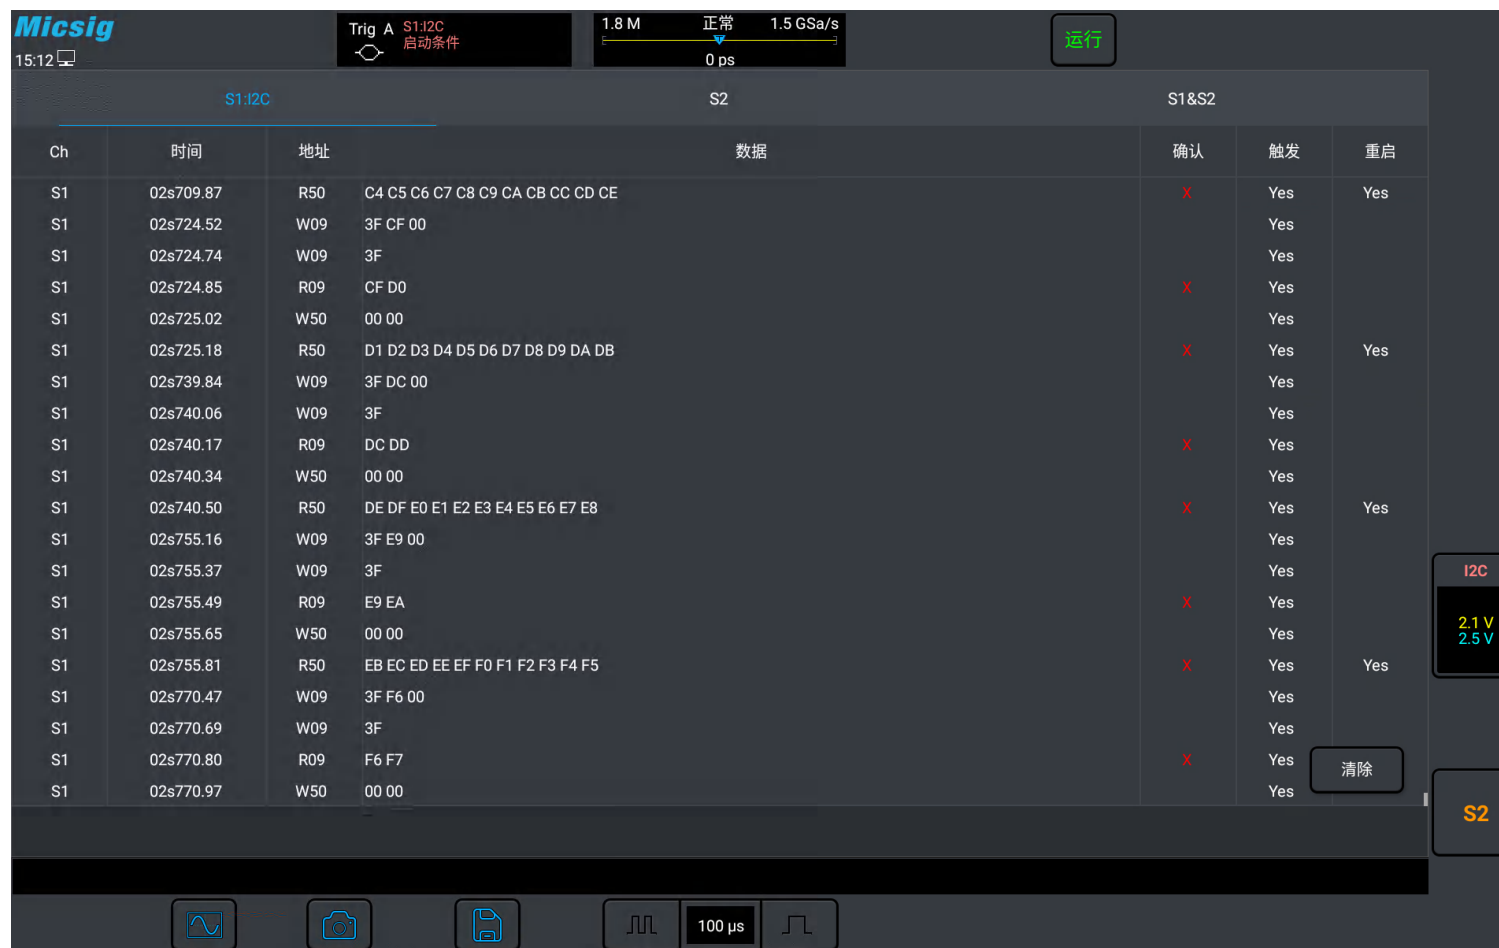 Micsig
Trig A S1:I2C
启动条件
1.8 M 正常 1.5 GSa/s
T
0 ps
运行
15:12
S1:I2C S2 S1&S2
Ch 时间 地址 数据 确认 触发 重启
S1 02s709.87 R50 C4 C5 C6 C7 C8 C9 CA CB CC CD CE X Yes Yes
S1 02s724.52 W09 3F CF 00 Yes
S1 02s724.74 W09 3F Yes
S1 02s724.85 R09 CF D0 X Yes
S1 02s725.02 W50 00 00 Yes
S1 02s725.18 R50 D1 D2 D3 D4 D5 D6 D7 D8 D9 DA DB X Yes Yes
S1 02s739.84 W09 3F DC 00 Yes
S1 02s740.06 W09 3F Yes
S1 02s740.17 R09 DC DD X Yes
S1 02s740.34 W50 00 00 Yes
S1 02s740.50 R50 DE DF E0 E1 E2 E3 E4 E5 E6 E7 E8 X Yes Yes
S1 02s755.16 W09 3F E9 00 Yes
S1 02s755.37 W09 3F Yes
S1 02s755.49 R09 E9 EA X Yes
S1 02s755.65 W50 00 00 Yes
S1 02s755.81 R50 EB EC ED EE EF F0 F1 F2 F3 F4 F5 X Yes Yes
S1 02s770.47 W09 3F F6 00 Yes
S1 02s770.69 W09 3F Yes
S1 02s770.80 R09 F6 F7 X Yes
S1 02s770.97 W50 00 00 Yes
清除
I2C
2.1 V
2.5 V
S2
100 μs